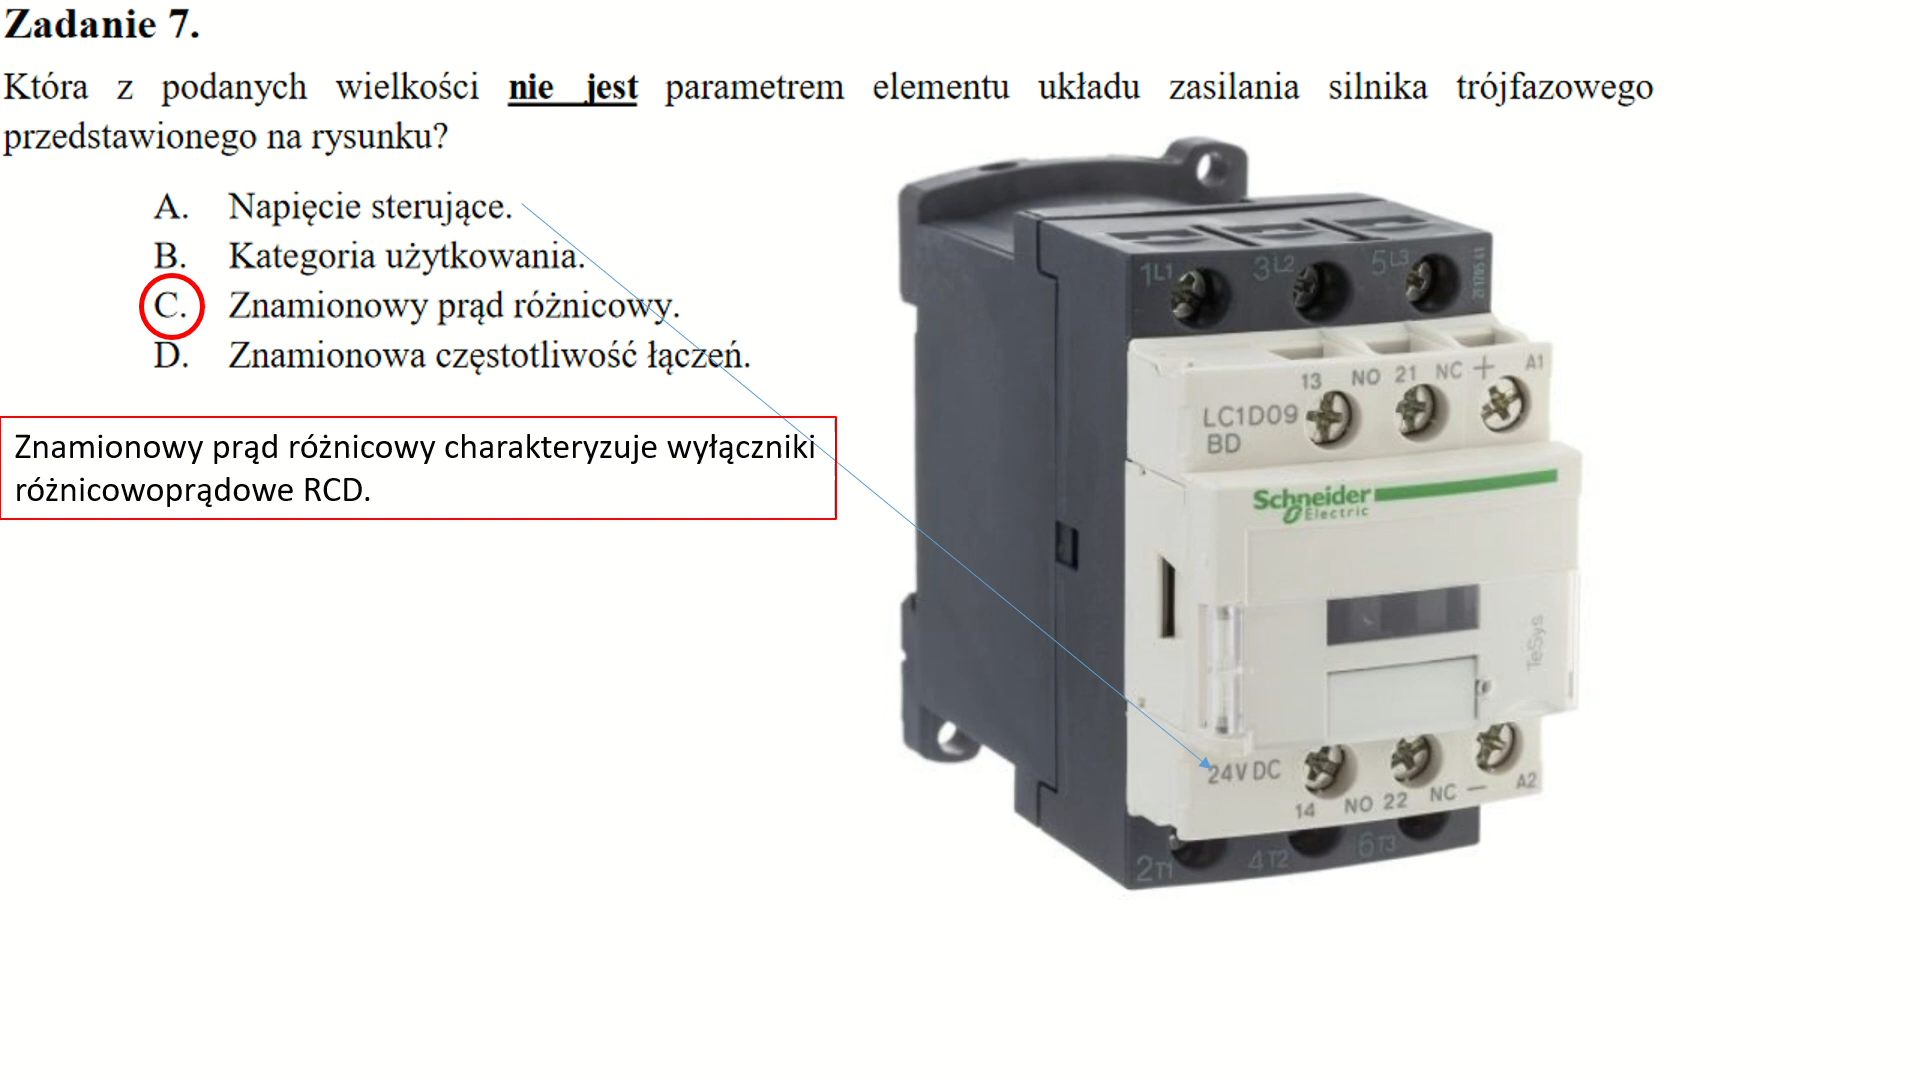 Zadanie 7.
Która z podanych wielkości nie jest parametrem elementu układu zasilania silnika trójfazowego
przedstawionego na rysunku?
A. Napięcie sterujące.
B. Kategoria użytkowania.
C. Znamionowy prąd różnicowy.
D. Znamionowa częstotliwość łączeń.
Znamionowy prąd różnicowy charakteryzuje wyłączniki
różnicowoprądowe RCD.
1L1 3L2 5L3
13 NO 21 NC + A1
LC1D09
BD
Schneider
Electric
TeSys
24V DC
14 NO 22 NC − A2
2T1 4T2 6T3